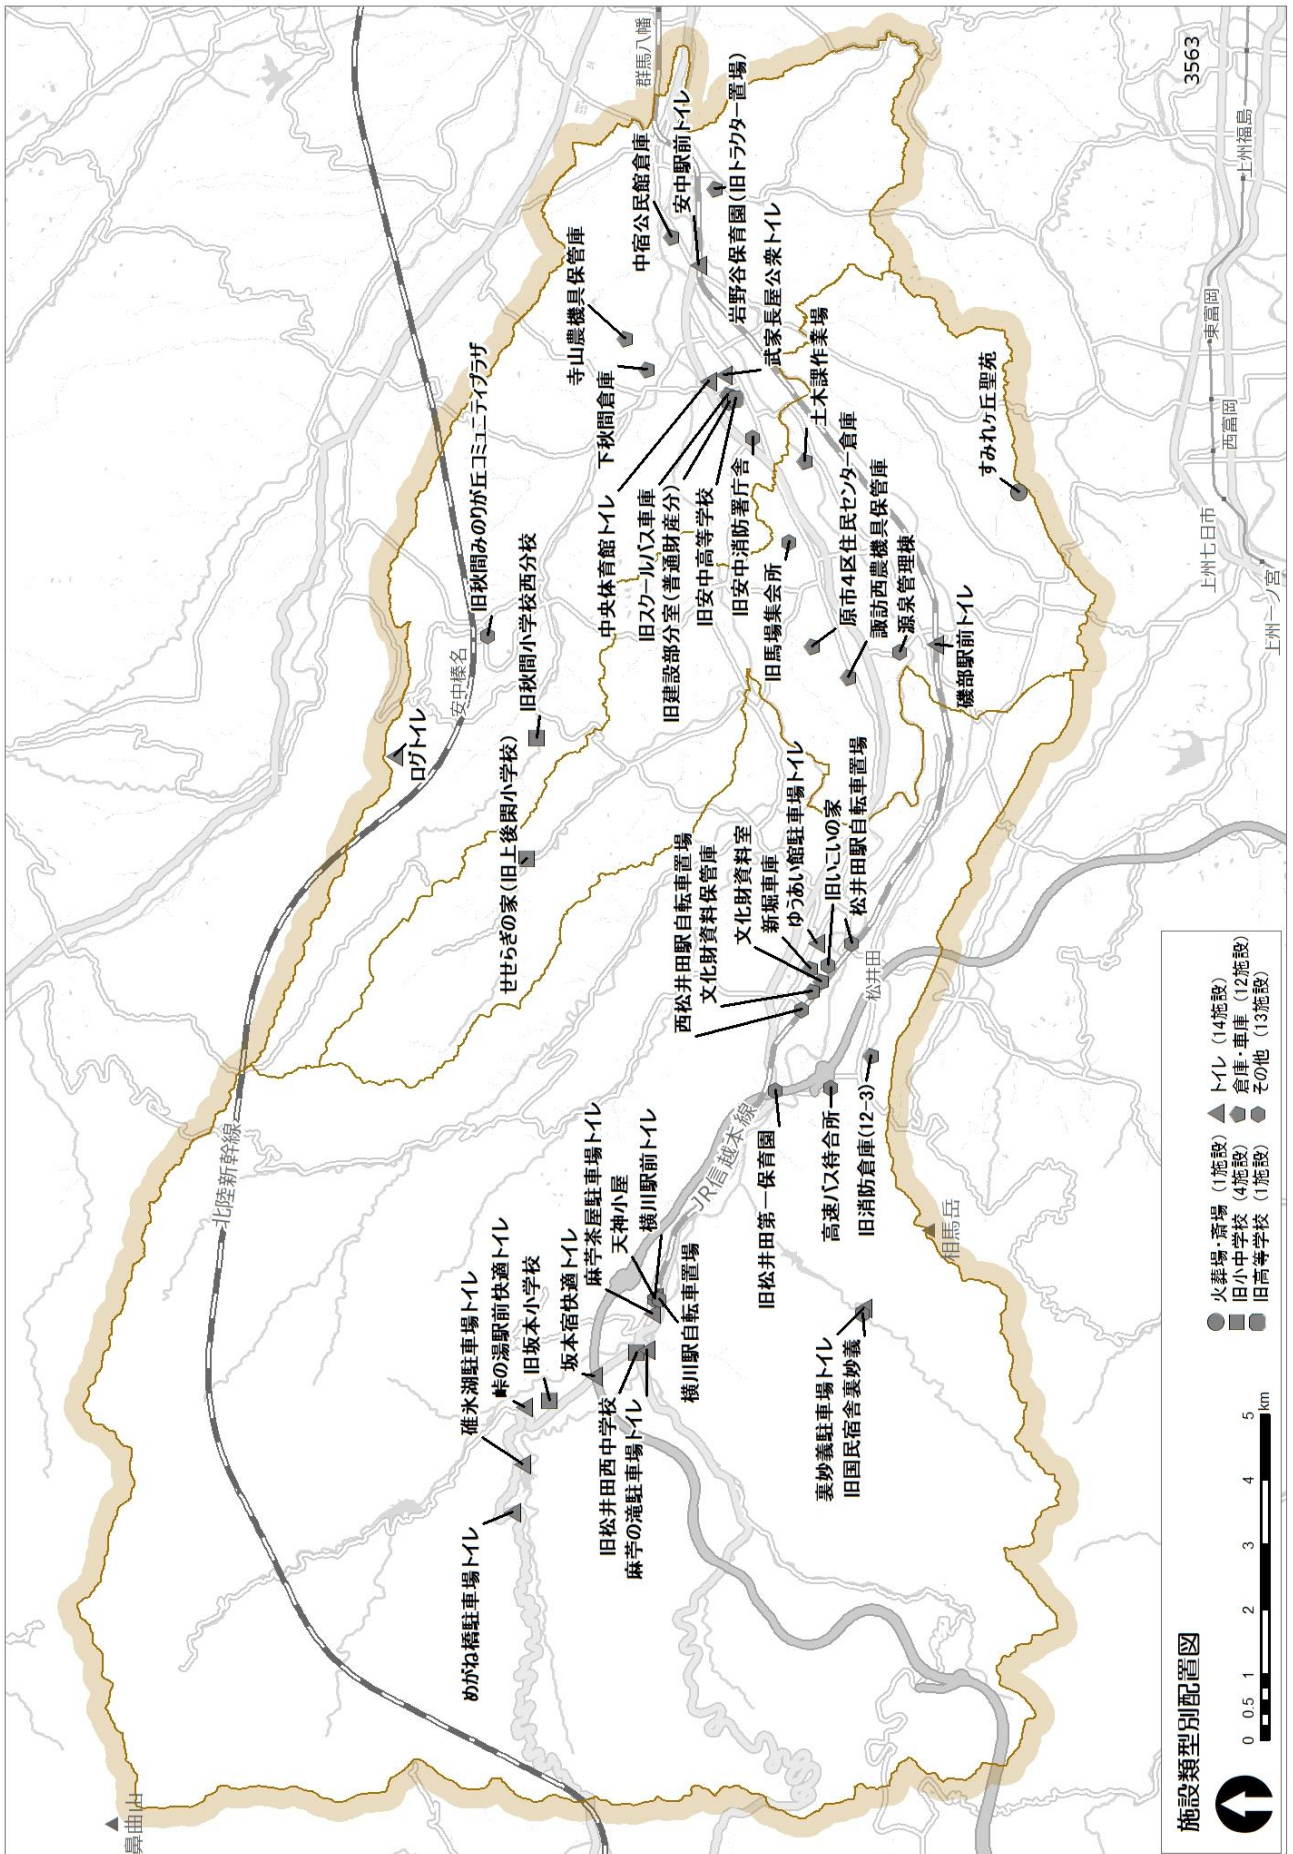 鼻曲山
北陸新幹線
安中榛名
群馬八幡
JR信越本線
松井田
相馬岳
上州七日市
上州一ノ宮
西富岡
東富岡
上州福島
3563
めがね橋駐車場トイレ
碓氷湖駐車場トイレ
峠の湯駅前快適トイレ
旧坂本小学校
坂本宿快適トイレ
麻苧茶屋駐車場トイレ
天神小屋
横川駅前トイレ
旧松井田西中学校
麻苧の滝駐車場トイレ
横川駅自転車置場
裏妙義駐車場トイレ
旧国民宿舎裏妙義
旧松井田第一保育園
高速バス待合所
旧消防倉庫(12-3)
西松井田駅自転車置場
文化財資料保管庫
文化財資料室
新堀車庫
ゆうあい館駐車場トイレ
旧いこいの家
松井田駅自転車置場
せせらぎの家(旧上後閑小学校)
ログトイレ
旧秋間みのりが丘コミュニティプラザ
旧秋間小学校西分校
寺山農機具保管庫
下秋間倉庫
中央体育館トイレ
旧スクールバス車庫
旧建設部分室(普通財産分)
旧安中高等学校
旧安中消防署庁舎
旧馬場集会所
中宿公民館倉庫
安中駅前トイレ
岩野谷保育園(旧トラクター置場)
武家長屋公衆トイレ
土木課作業場
原市4区住民センター倉庫
諏訪西農機具保管庫
源泉管理棟
磯部駅前トイレ
すみれヶ丘聖苑
施設類型別配置図
火葬場・斎場 (1施設)
旧小中学校 (4施設)
旧高等学校 (1施設)
トイレ (14施設)
倉庫・車庫 (12施設)
その他 (13施設)
0 0.5 1 2 3 4 5
km